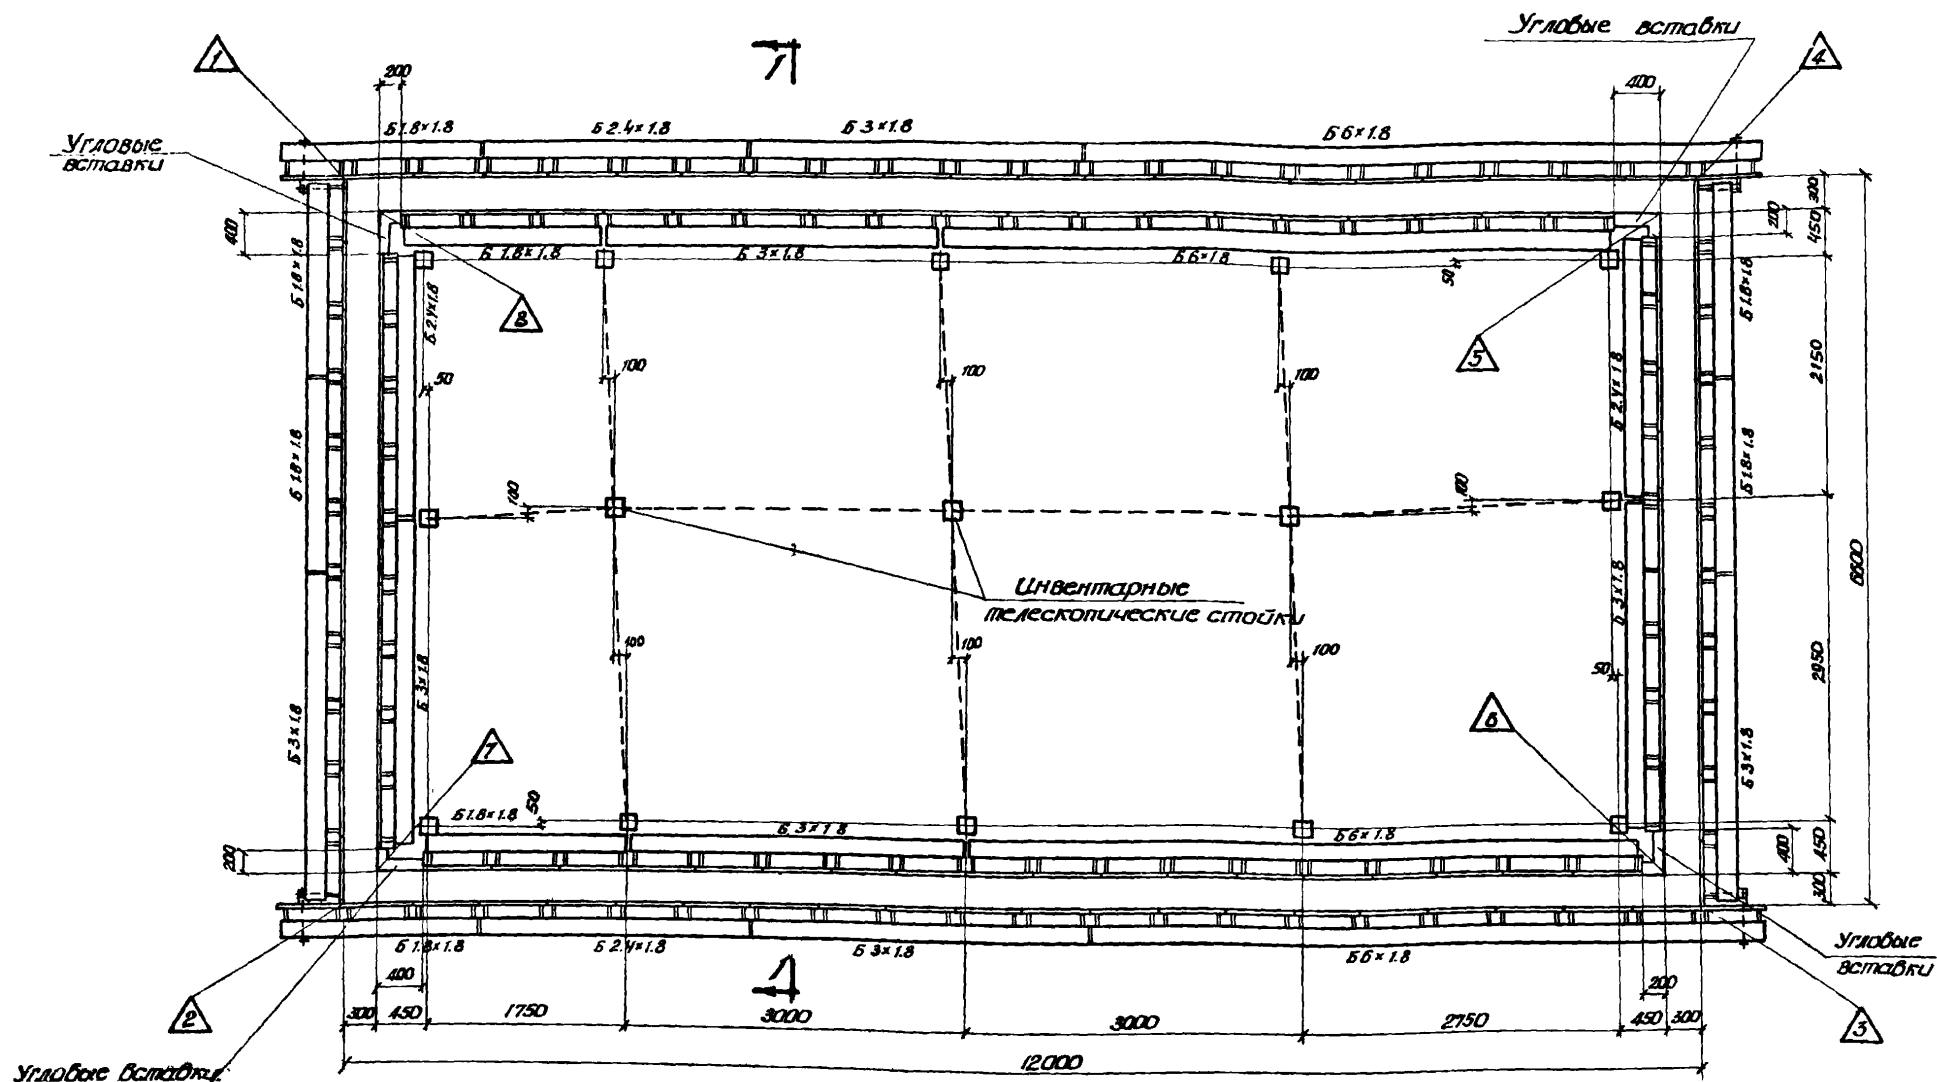 Угловые вставки
1
4
1
200
400
Б1.8×1.8
Б 2.4×1.8
Б 3×1.8
Б 6×1.8
Угловые
вставки
300
200
450
400
Б 1.8×1.8
Б 3×1.8
Б 6×1.8
50
Б 1.8×1.8
Б 2.4×1.8
Б 1.8×1.8
8
5
2150
100
100
100
50
Б 2.4×1.8
Б 1.8×1.8
Б 1.8×1.8
100
100
6600
Инвентарные
телескопические стойки
Б 3×1.8
100
100
100
50
2950
Б 3×1.8
Б 3×1.8
7
6
Б 3×1.8
Б 1.8×1.8
50
Б 3×1.8
Б 6×1.8
200
400
450
300
Б 1.8×1.8
Б 2.4×1.8
Б 3×1.8
Б 6×1.8
Угловые
вставки
400
1
200
2
300
450
1750
3000
3000
2750
450
300
3
12000
Угловые вставки